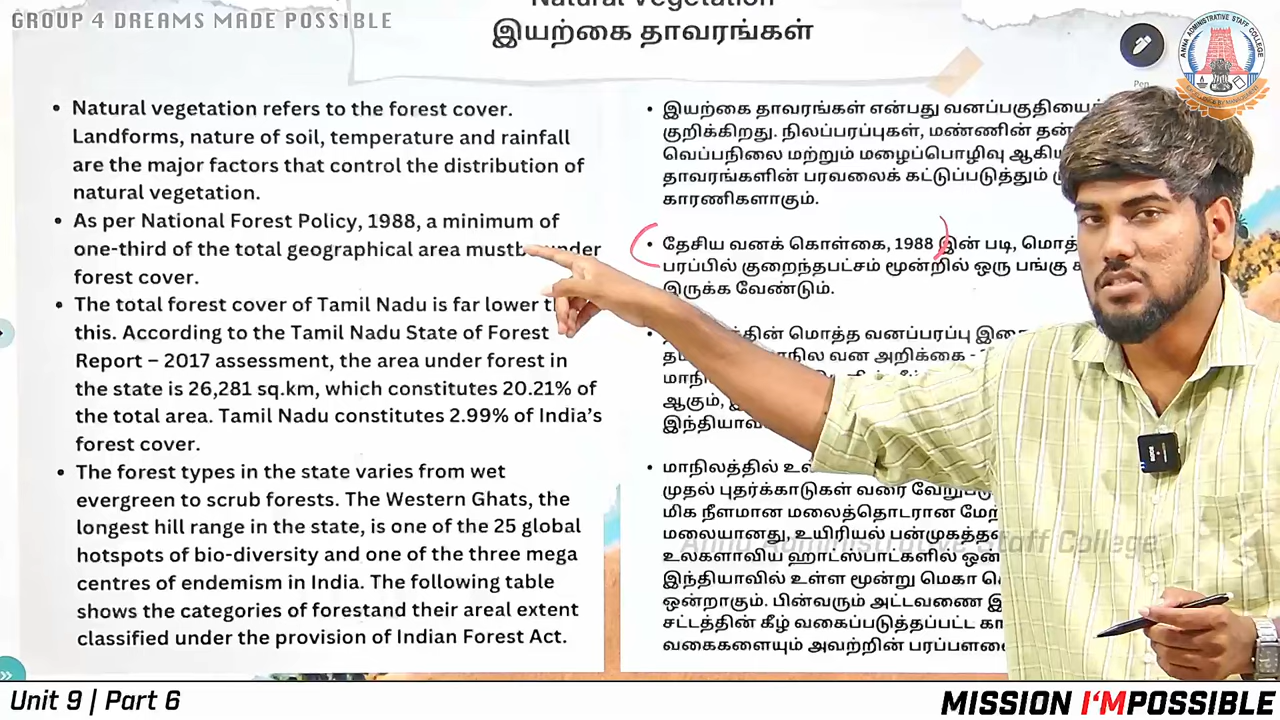 GROUP 4 DREAMS MADE POSSIBLE
Natural Vegetation
இயற்கை தாவரங்கள்
Pen
• Natural vegetation refers to the forest cover.
Landforms, nature of soil, temperature and rainfall
are the major factors that control the distribution of
natural vegetation.
• As per National Forest Policy, 1988, a minimum of
one-third of the total geographical area
forest cover.
• The total forest cover of Tamil Nadu is far lower
this. According to the Tamil Nadu State of Forest
Report – 2017 assessment, the area under forest in
the state is 26,281 sq.km, which constitutes 20.21% of
the total area. Tamil Nadu constitutes 2.99% of India's
forest cover.
• The forest types in the state varies from wet
evergreen to scrub forests. The Western Ghats, the
longest hill range in the state, is one of the 25 global
hotspots of bio-diversity and one of the three mega
centres of endemism in India. The following table
shows the categories of forestand their areal extent
classified under the provision of Indian Forest Act.
• இயற்கை தாவரங்கள் என்பது
குறிக்கிறது. நிலப்பரப்புகள், மண்ணின்
வெப்பநிலை மற்றும் மழைப்பொழிவு
தாவரங்களின் பரவலைக் கட்டுப்படுத்தும்
காரணிகளாகும்.
• தேசிய வனக் கொள்கை, 1988 இன் படி,
பரப்பில் குறைந்தபட்சம் மூன்றில் ஒரு பங்கு
இருக்க வேண்டும்.
மொத்த வனப்பரப்பு
வன அறிக்கை -
ஆகும்,
• மாநிலத்தில்
முதல் புதர்க்காடுகள் வரை
மிக நீளமான மலைத்தொடரான
மலையானது, உயிரியல்
உலகளாவிய ஹாட்ஸ்பாட்களில்
இந்தியாவில் உள்ள மூன்று மெகா
ஒன்றாகும். பின்வரும் அட்டவணை
சட்டத்தின் கீழ் வகைப்படுத்தப்பட்ட
வகைகளையும் அவற்றின்
Anna Administrative Staff College
ANNA ADMINISTRATIVE STAFF COLLEGE
Unit 9 | Part 6
MISSION I'MPOSSIBLE